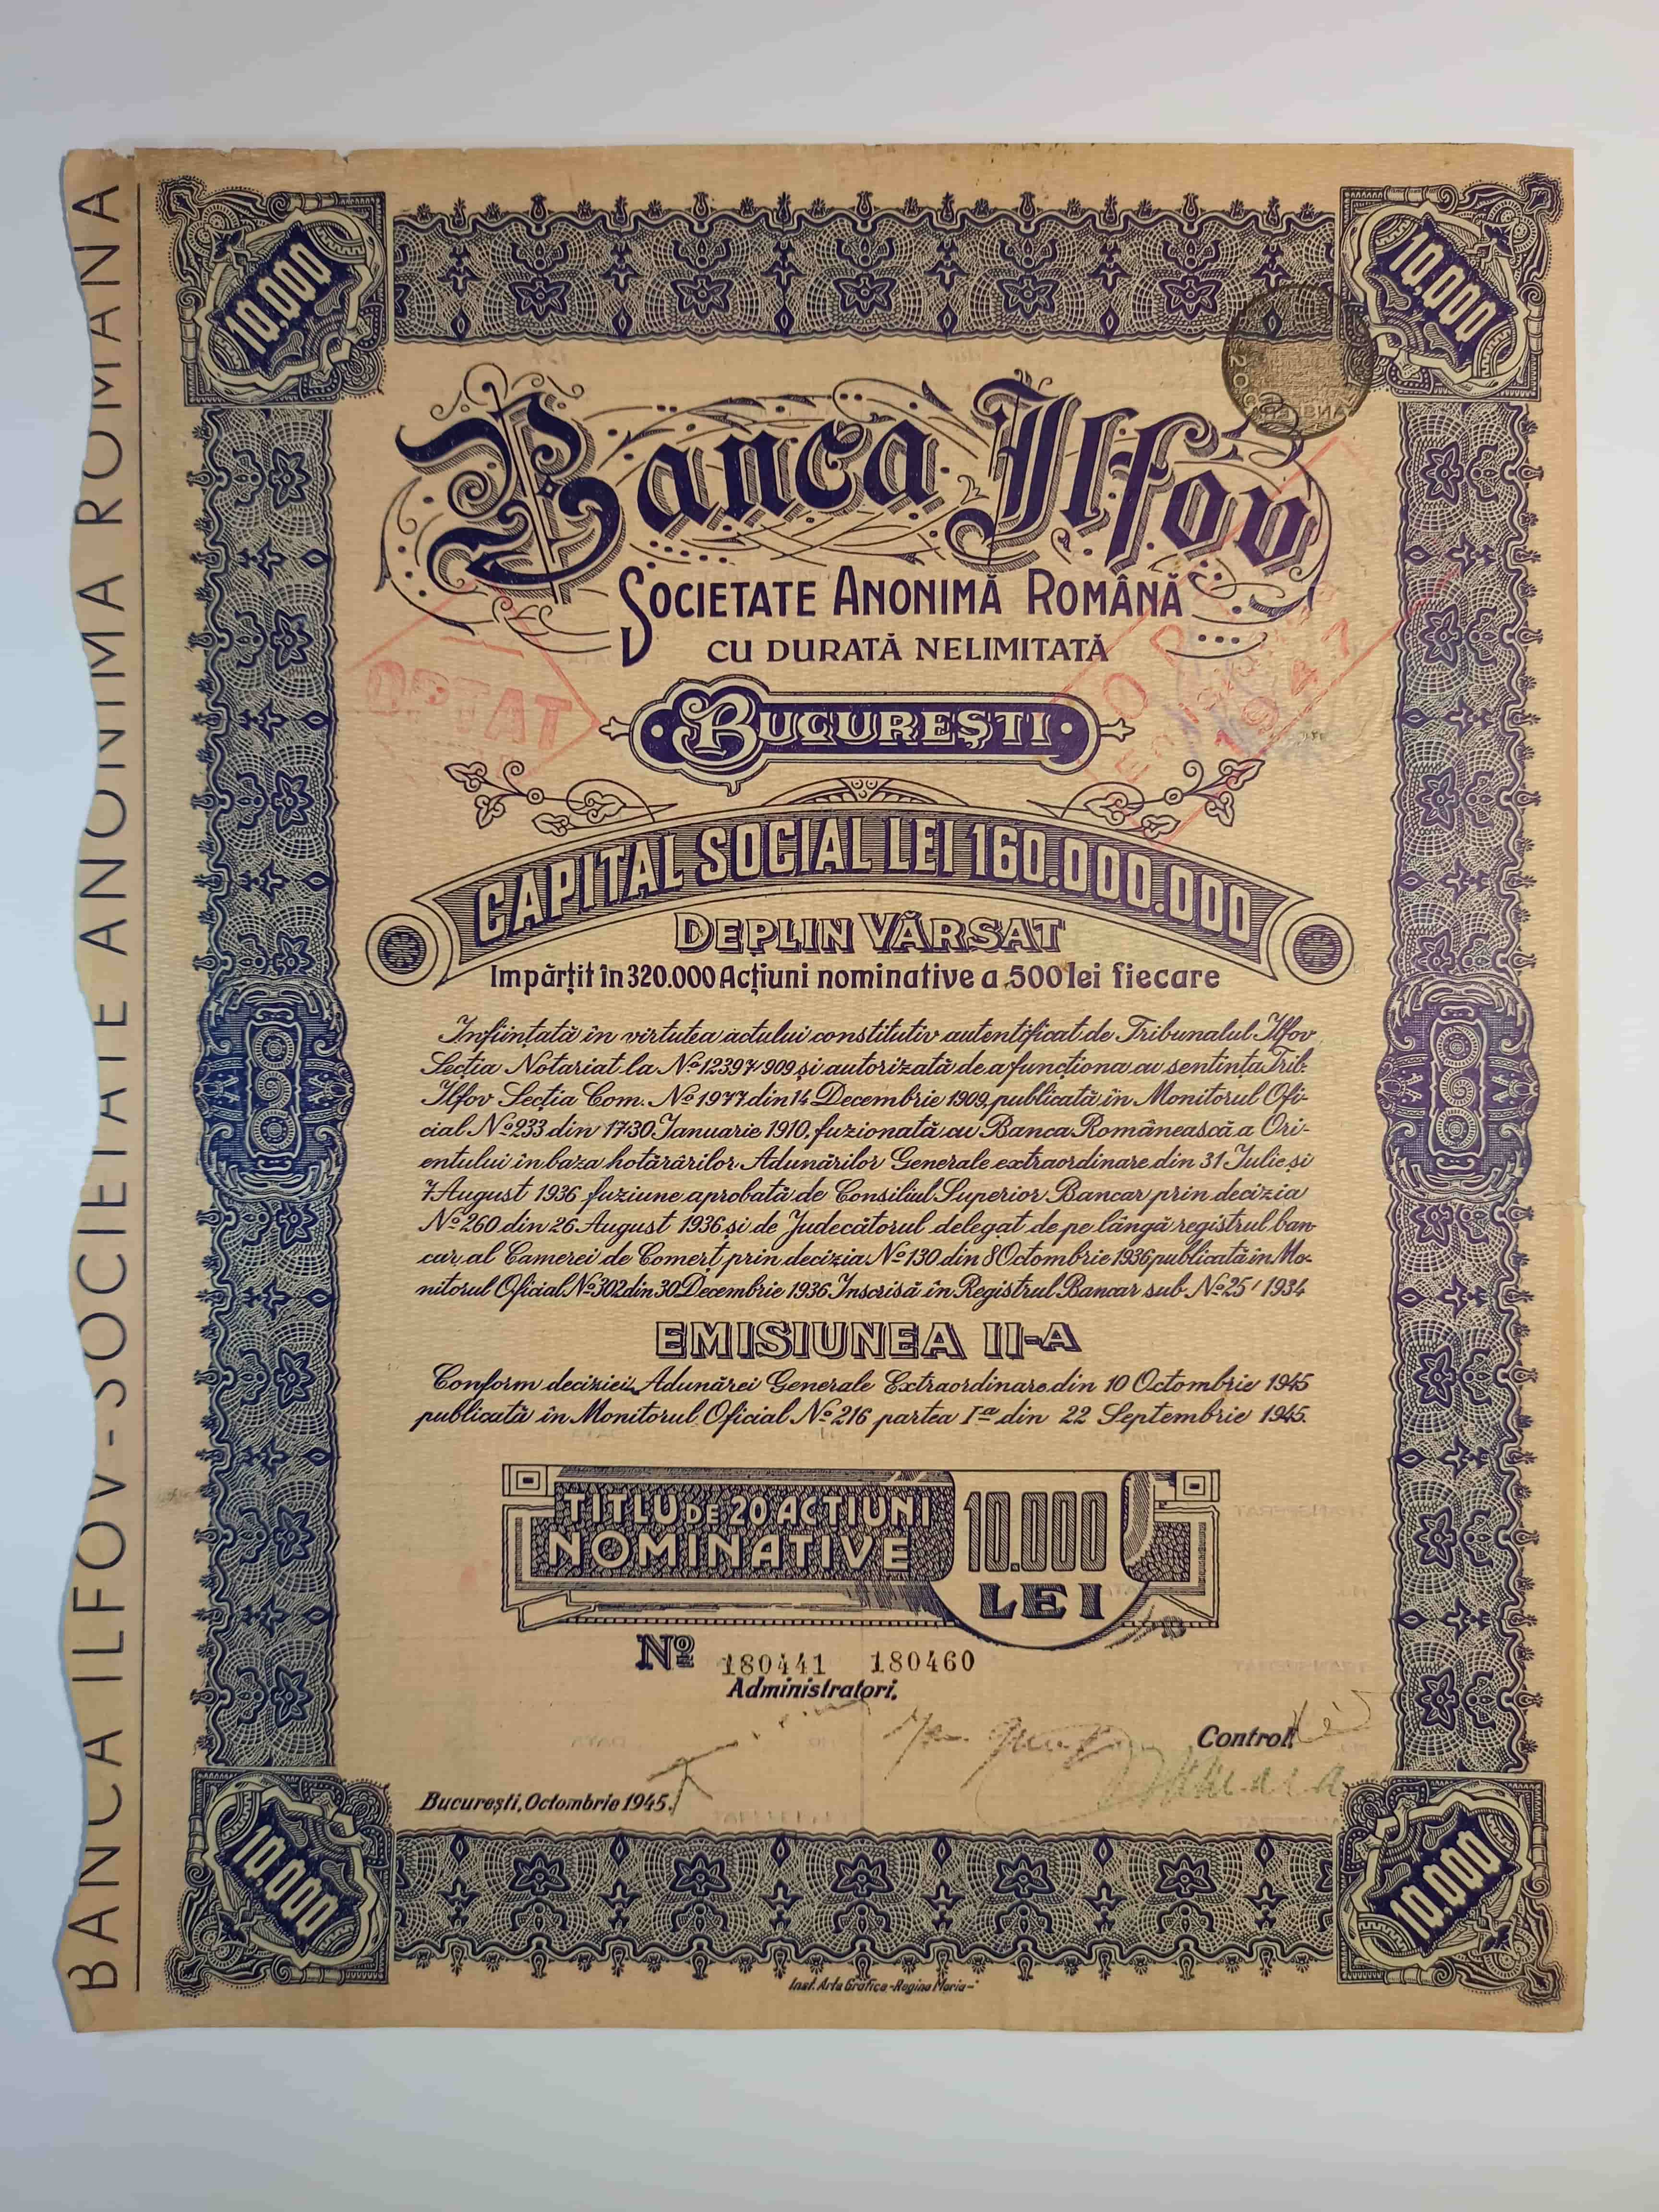 BANCA ILFOV - SOCIETATE ANONIMA ROMANA
10.000
10.000
200
Banca Ilfov
SOCIETATE ANONIMĂ ROMÂNĂ
CU DURATĂ NELIMITATĂ
OPTAT
1947
BUCUREȘTI
CAPITAL SOCIAL LEI 160.000.000
DEPLIN VĂRSAT
Impărțit în 320.000 Acțiuni nominative a 500 lei fiecare
Inființată în virtutea actului constitutiv autentificat de Tribunalul Ilfov
Secția Notariat la Nº 12397/909 și autorizată de a funcționa cu sentința Trib.
Ilfov Secția Com. Nº 1977 din 14 Decembrie 1909, publicată în Monitorul Ofi-
cial Nº 233 din 17-30 Ianuarie 1910, fuzionată cu Banca Românească a Ori-
entului în baza hotărârilor Adunărilor Generale extraordinare din 31 Iulie și
7 August 1936 fuziune aprobată de Consiliul Superior Bancar prin decizia
Nº 260 din 26 August 1936 și de Judecătorul delegat de pe lângă registrul ban-
car, al Camerei de Comerț prin decizia Nº 130 din 8 Octombrie 1936 publicată în Mo-
nitorul Oficial Nº 302 din 30 Decembrie 1936 Inscrisă în Registrul Bancar sub Nº 25/1934
EMISIUNEA II-A
Conform deciziei Adunărei Generale Extraordinare din 10 Octombrie 1945
publicată în Monitorul Oficial Nº 216 partea Iª din 22 Septembrie 1945.
TITLU DE 20 ACȚIUNI
NOMINATIVE
10.000
LEI
Nº 180441 180460
Administratori,
Control
București, Octombrie 1945.
10.000
10.000
Inst. Arte Grafice "Regina Maria"